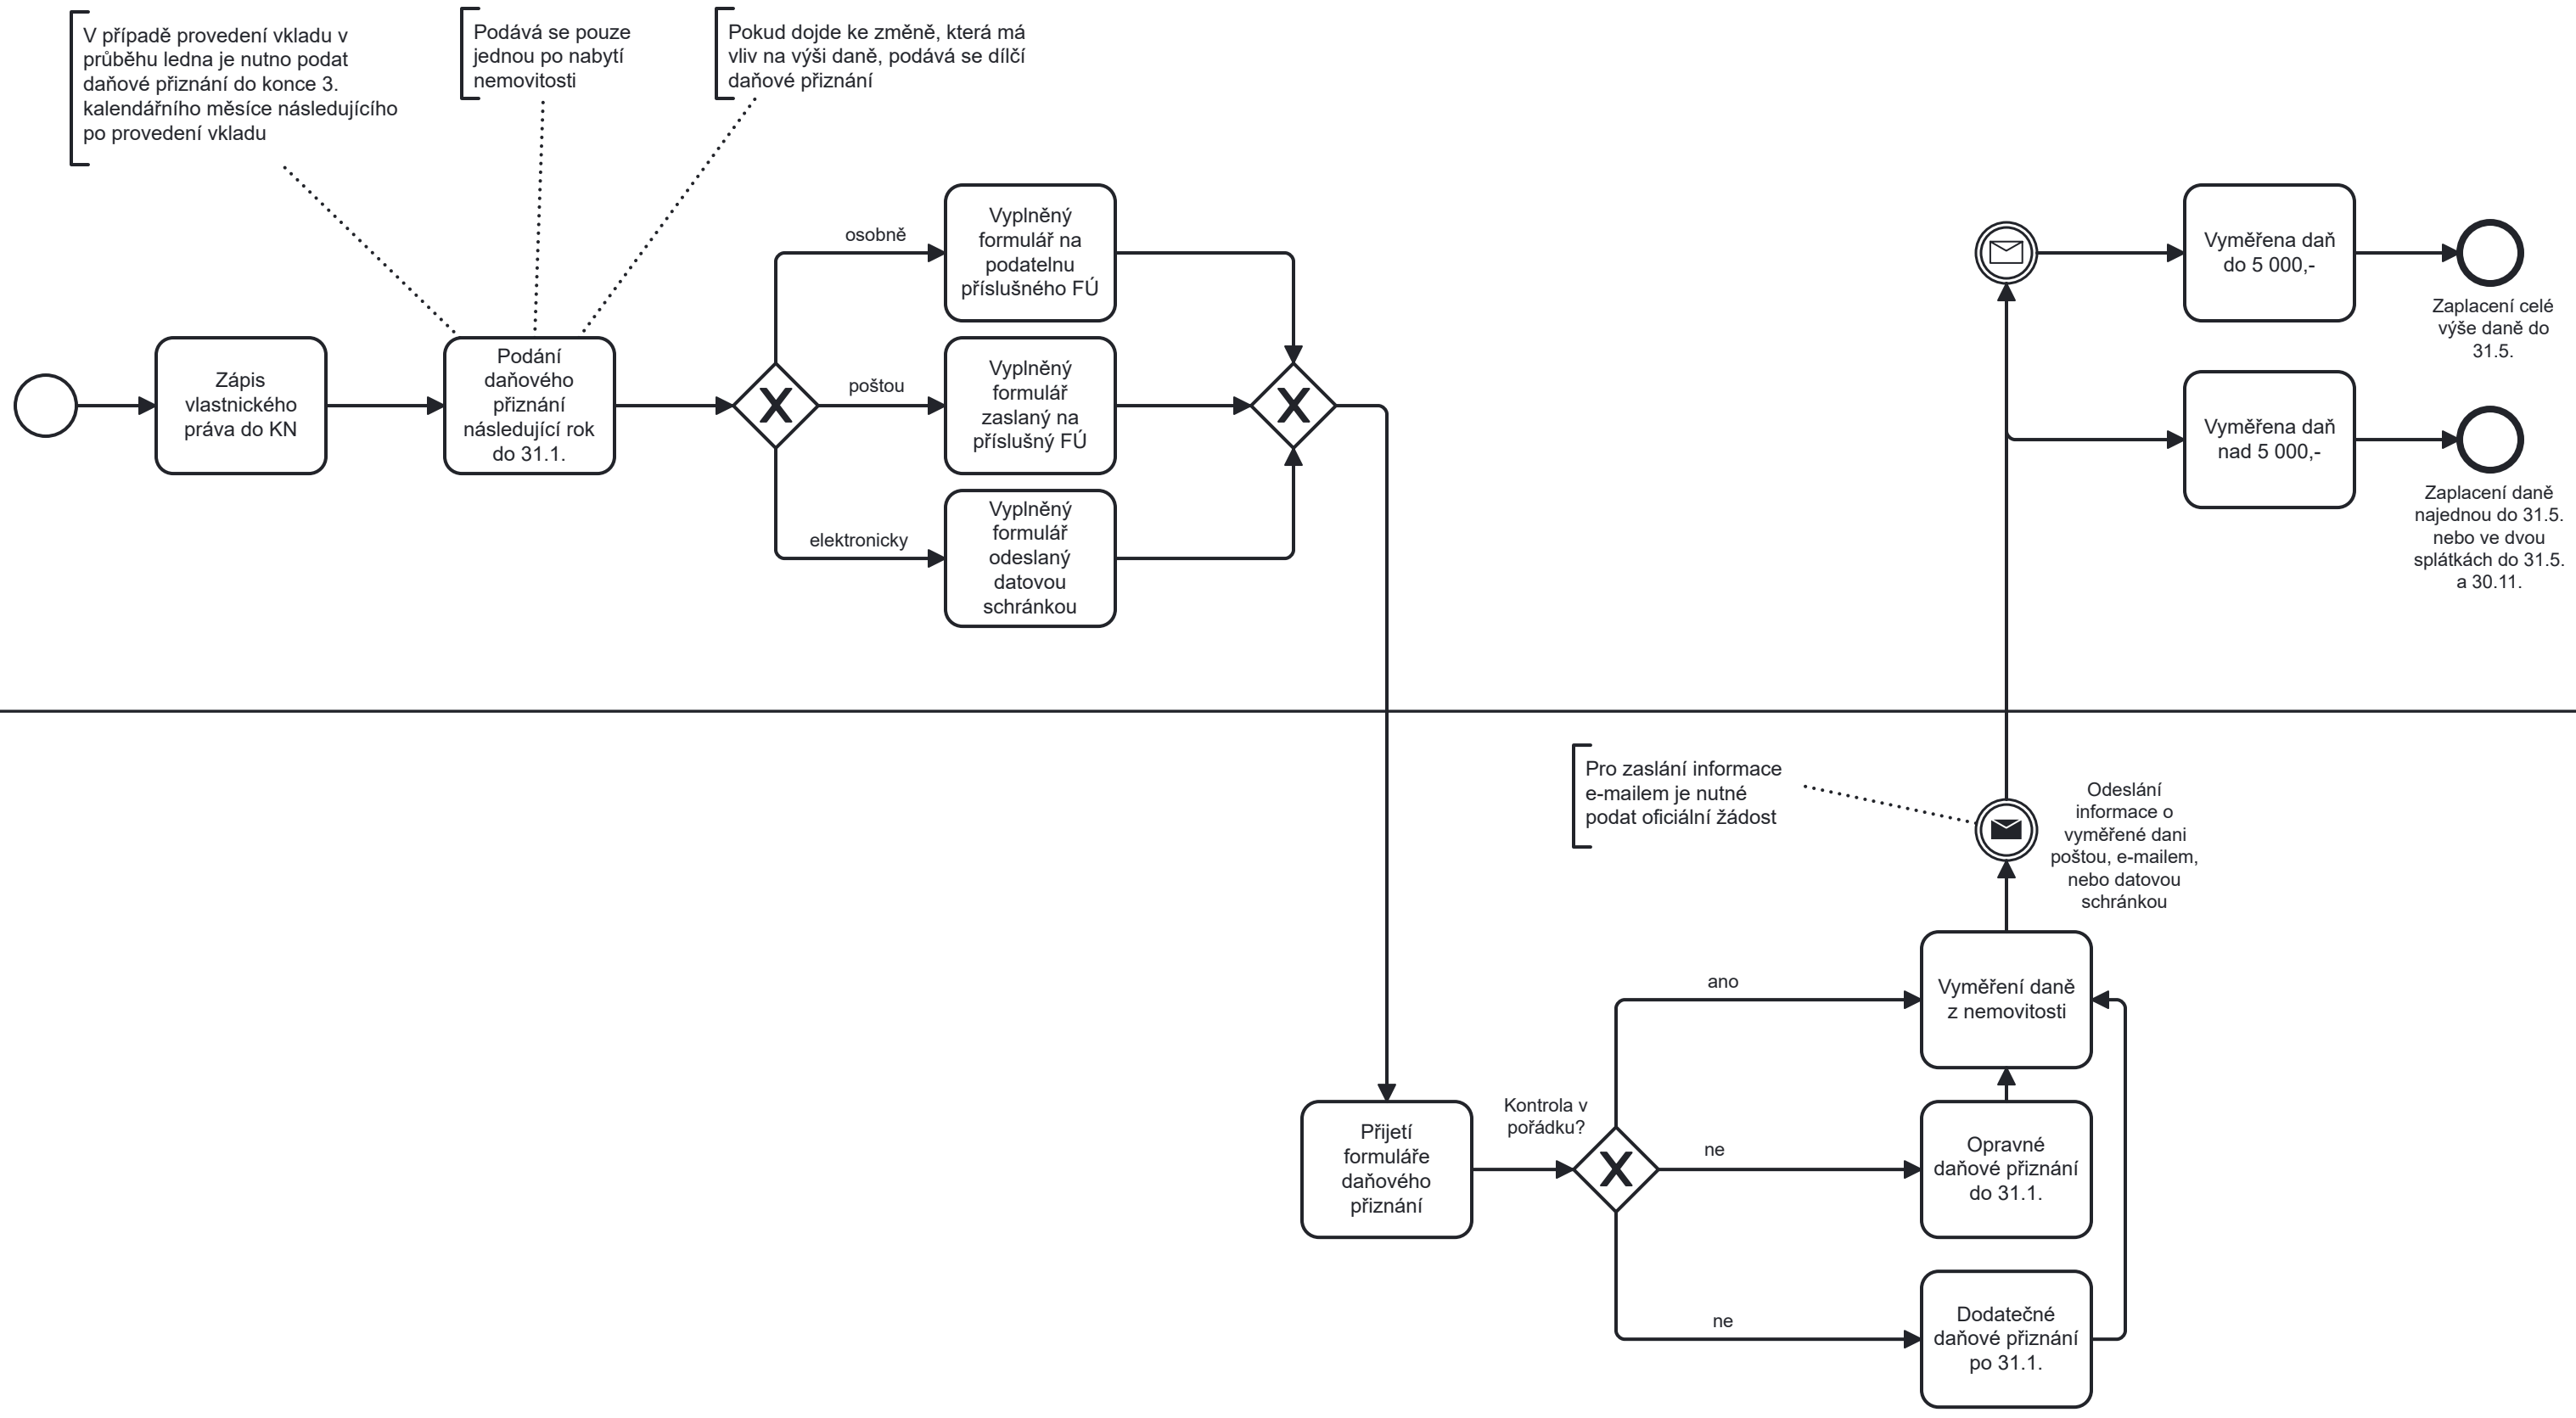 V případě provedení vkladu v
průběhu ledna je nutno podat
daňové přiznání do konce 3.
kalendářního měsíce následujícího
po provedení vkladu
Podává se pouze
jednou po nabytí
nemovitosti
Pokud dojde ke změně, která má
vliv na výši daně, podává se dílčí
daňové přiznání
Zápis
vlastnického
práva do KN
Podání
daňového
přiznání
následující rok
do 31.1.
osobně
poštou
elektronicky
Vyplněný
formulář na
podatelnu
příslušného FÚ
Vyplněný
formulář
zaslaný na
příslušný FÚ
Vyplněný
formulář
odeslaný
datovou
schránkou
Vyměřena daň
do 5 000,-
Zaplacení celé
výše daně do
31.5.
Vyměřena daň
nad 5 000,-
Zaplacení daně
najednou do 31.5.
nebo ve dvou
splátkách do 31.5.
a 30.11.
Pro zaslání informace
e-mailem je nutné
podat oficiální žádost
Odeslání
informace o
vyměřené dani
poštou, e-mailem,
nebo datovou
schránkou
Přijetí
formuláře
daňového
přiznání
Kontrola v
pořádku?
ano
ne
ne
Vyměření daně
z nemovitosti
Opravné
daňové přiznání
do 31.1.
Dodatečné
daňové přiznání
po 31.1.